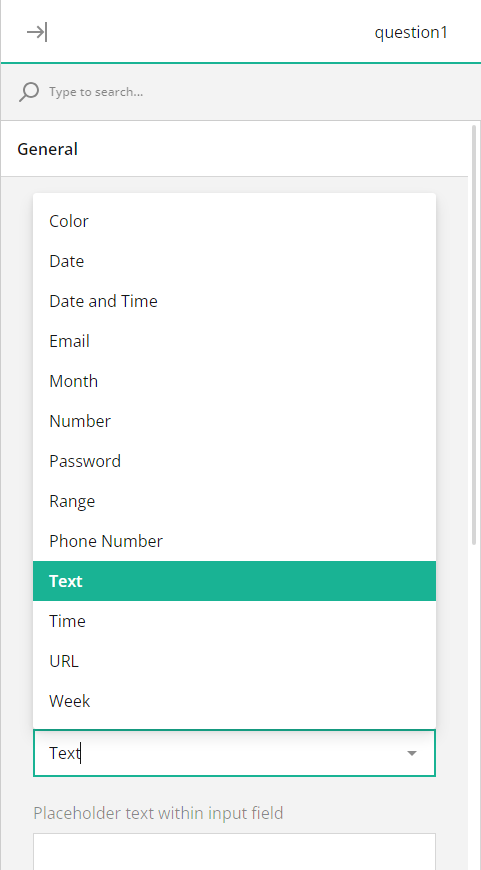 question1
Type to search...
General
Color
Date
Date and Time
Email
Month
Number
Password
Range
Phone Number
Text
Time
URL
Week
Text
Placeholder text within input field